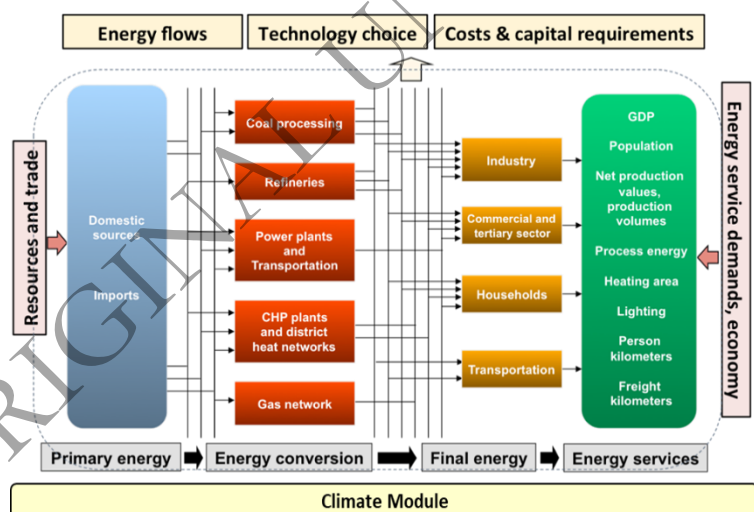 Energy flows
Technology choice
Costs & capital requirements
Resources and trade
Domestic
sources
Imports
Coal processing
Refineries
Power plants
and
Transportation
CHP plants
and district
heat networks
Gas network
Industry
Commercial and
tertiary sector
Households
Transportation
GDP
Population
Net production
values,
production
volumes
Process energy
Heating area
Lighting
Person
kilometers
Freight
kilometers
Energy service demands, economy
Primary energy
Energy conversion
Final energy
Energy services
Climate Module
RIGINAL U